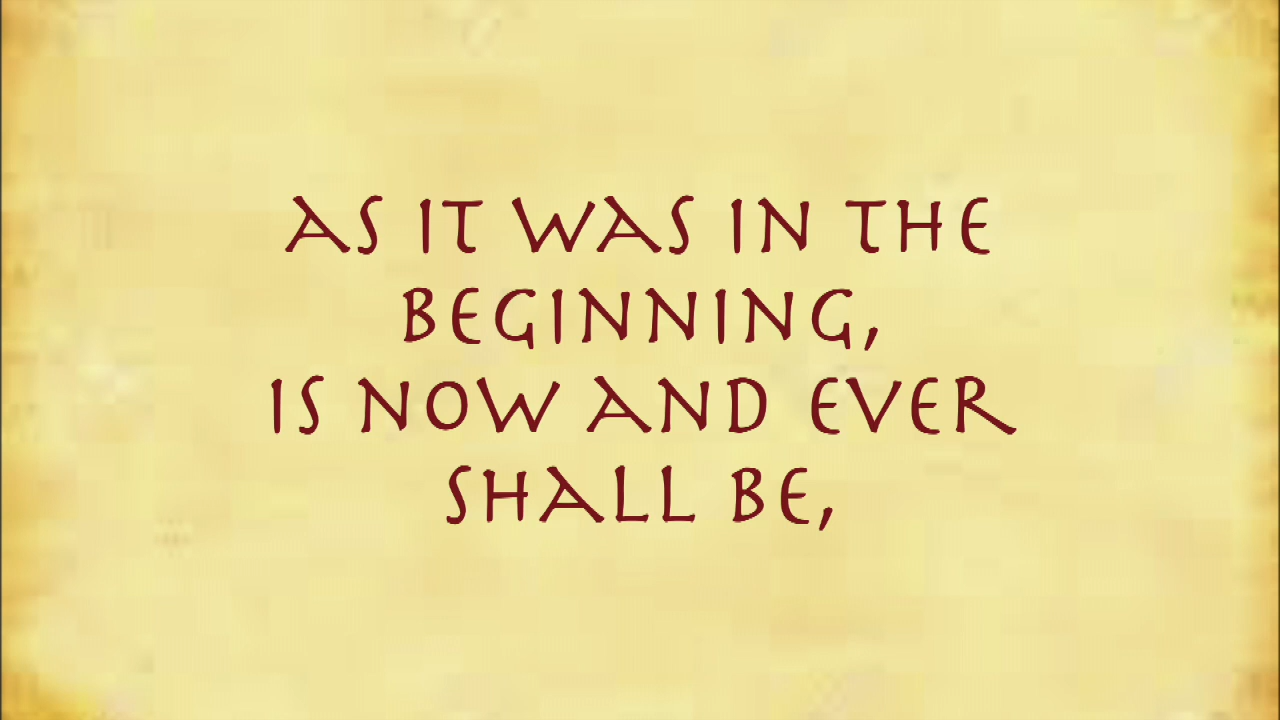 AS IT WAS IN THE
BEGINNING,
IS NOW AND EVER
SHALL BE,